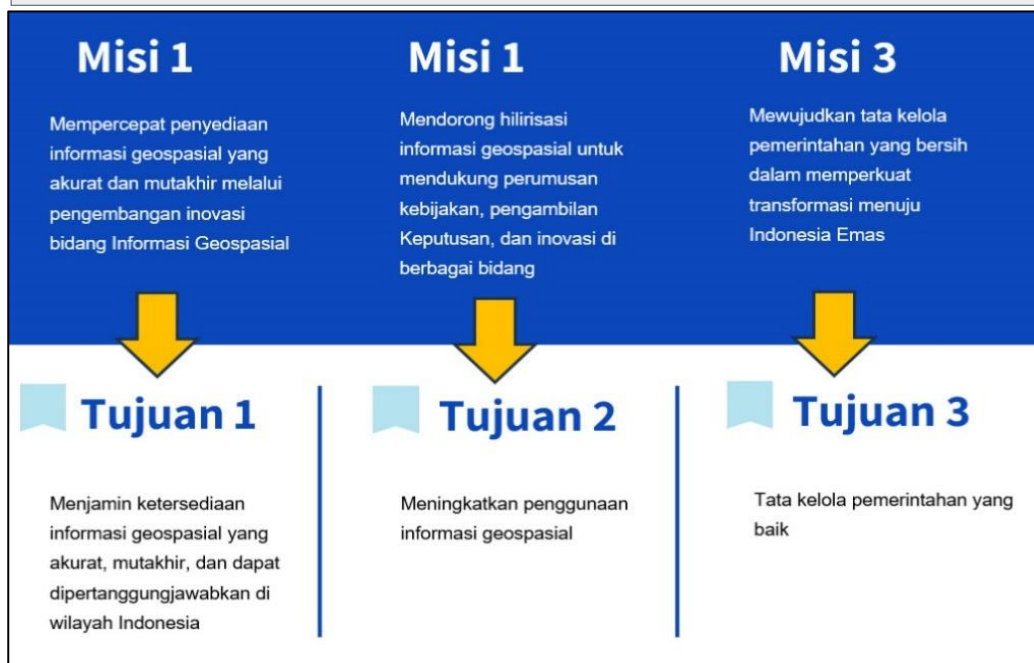 Misi 1
Mempercepat penyediaan
informasi geospasial yang
akurat dan mutakhir melalui
pengembangan inovasi
bidang Informasi Geospasial
Misi 1
Mendorong hilirisasi
informasi geospasial untuk
mendukung perumusan
kebijakan, pengambilan
Keputusan, dan inovasi di
berbagai bidang
Misi 3
Mewujudkan tata kelola
pemerintahan yang bersih
dalam memperkuat
transformasi menuju
Indonesia Emas
Tujuan 1
Menjamin ketersediaan
informasi geospasial yang
akurat, mutakhir, dan dapat
dipertanggungjawabkan di
wilayah Indonesia
Tujuan 2
Meningkatkan penggunaan
informasi geospasial
Tujuan 3
Tata kelola pemerintahan yang
baik